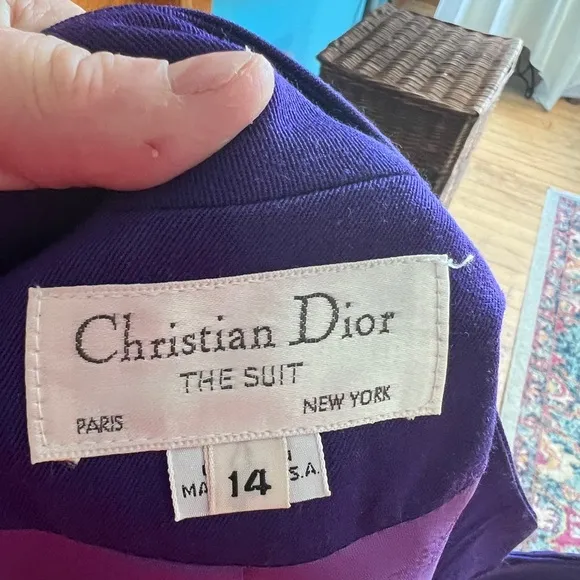 Christian Dior
THE SUIT
PARIS
NEW YORK
14
S.A.